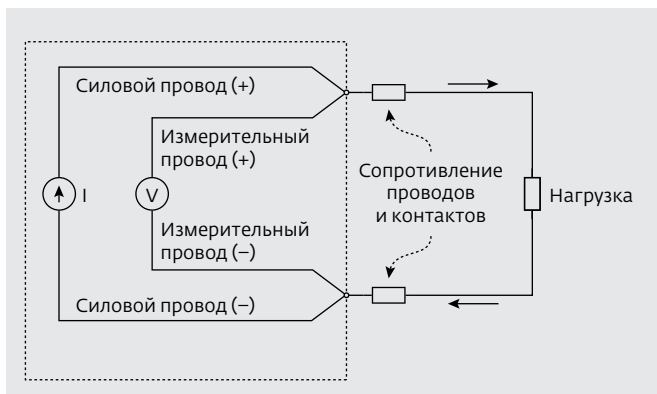 Силовой провод (+)
Измерительный
провод (+)
Сопротивление
проводов
и контактов
I
V
Нагрузка
Измерительный
провод (–)
Силовой провод (–)